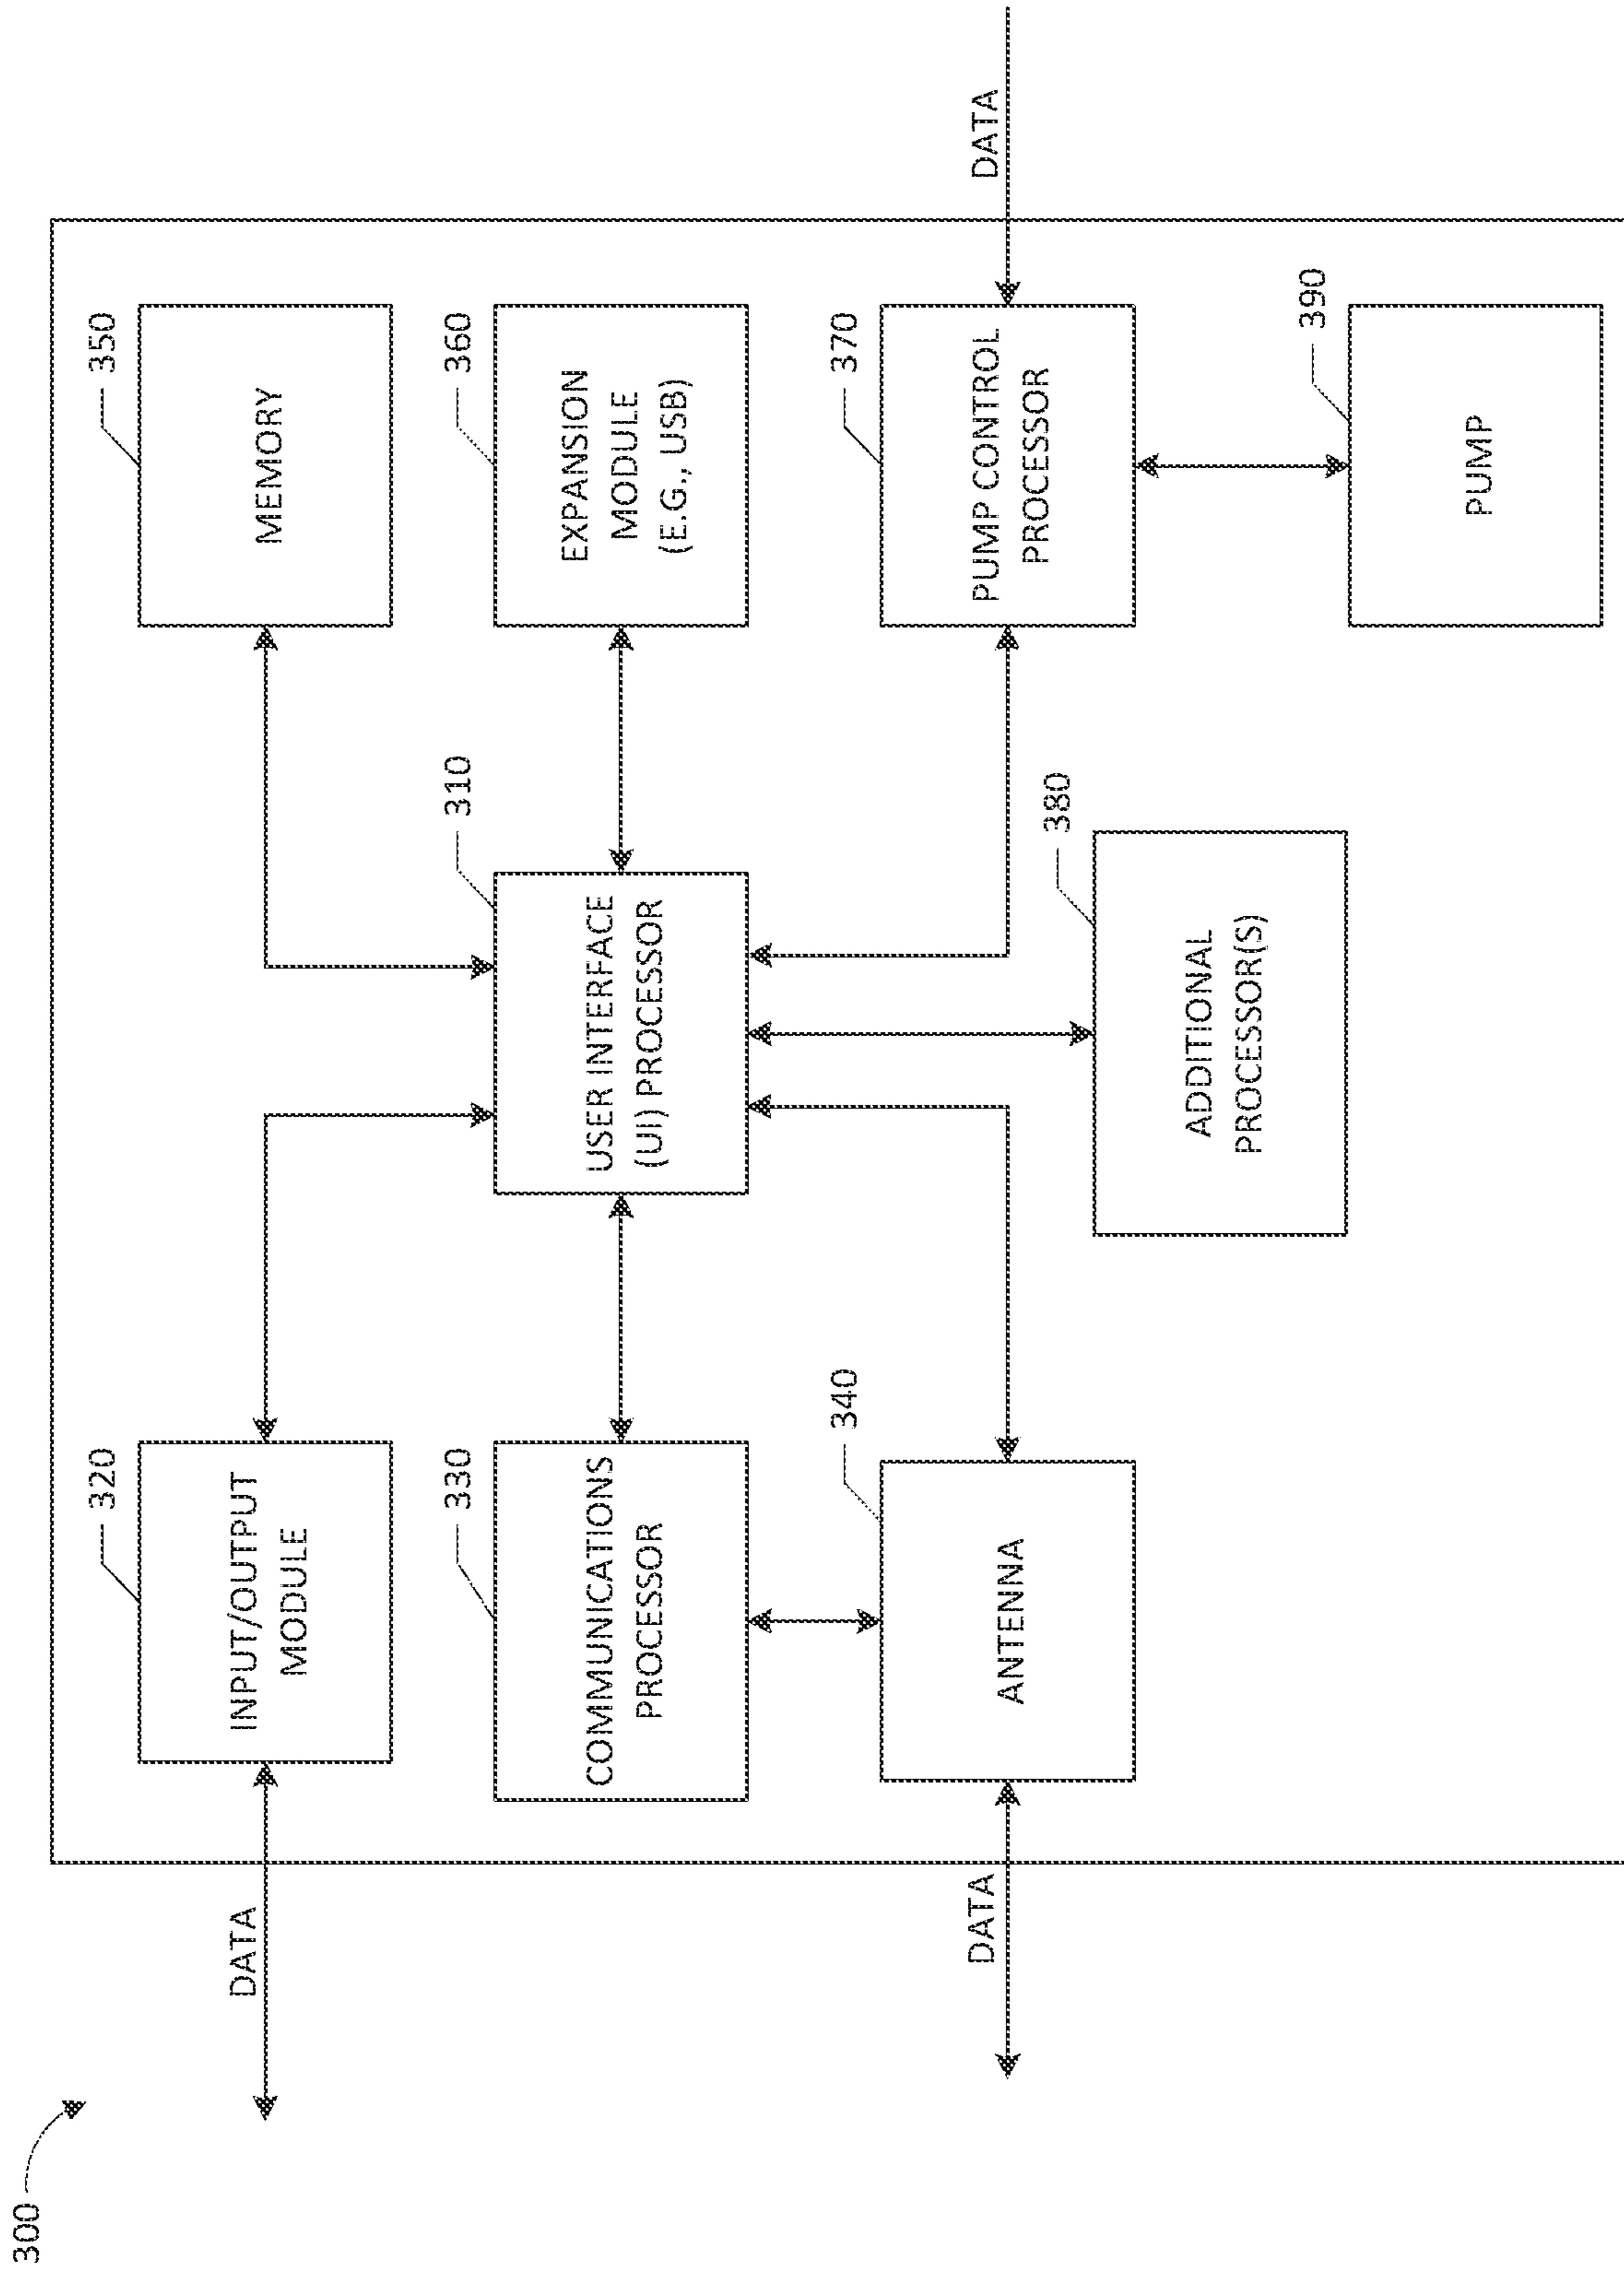 300
DATA
DATA
DATA
320
INPUT/OUTPUT
MODULE
330
COMMUNICATIONS
PROCESSOR
340
ANTENNA
310
USER INTERFACE
(UI) PROCESSOR
380
ADDITIONAL
PROCESSOR(S)
350
MEMORY
360
EXPANSION
MODULE
(E.G., USB)
370
PUMP CONTROL
PROCESSOR
390
PUMP